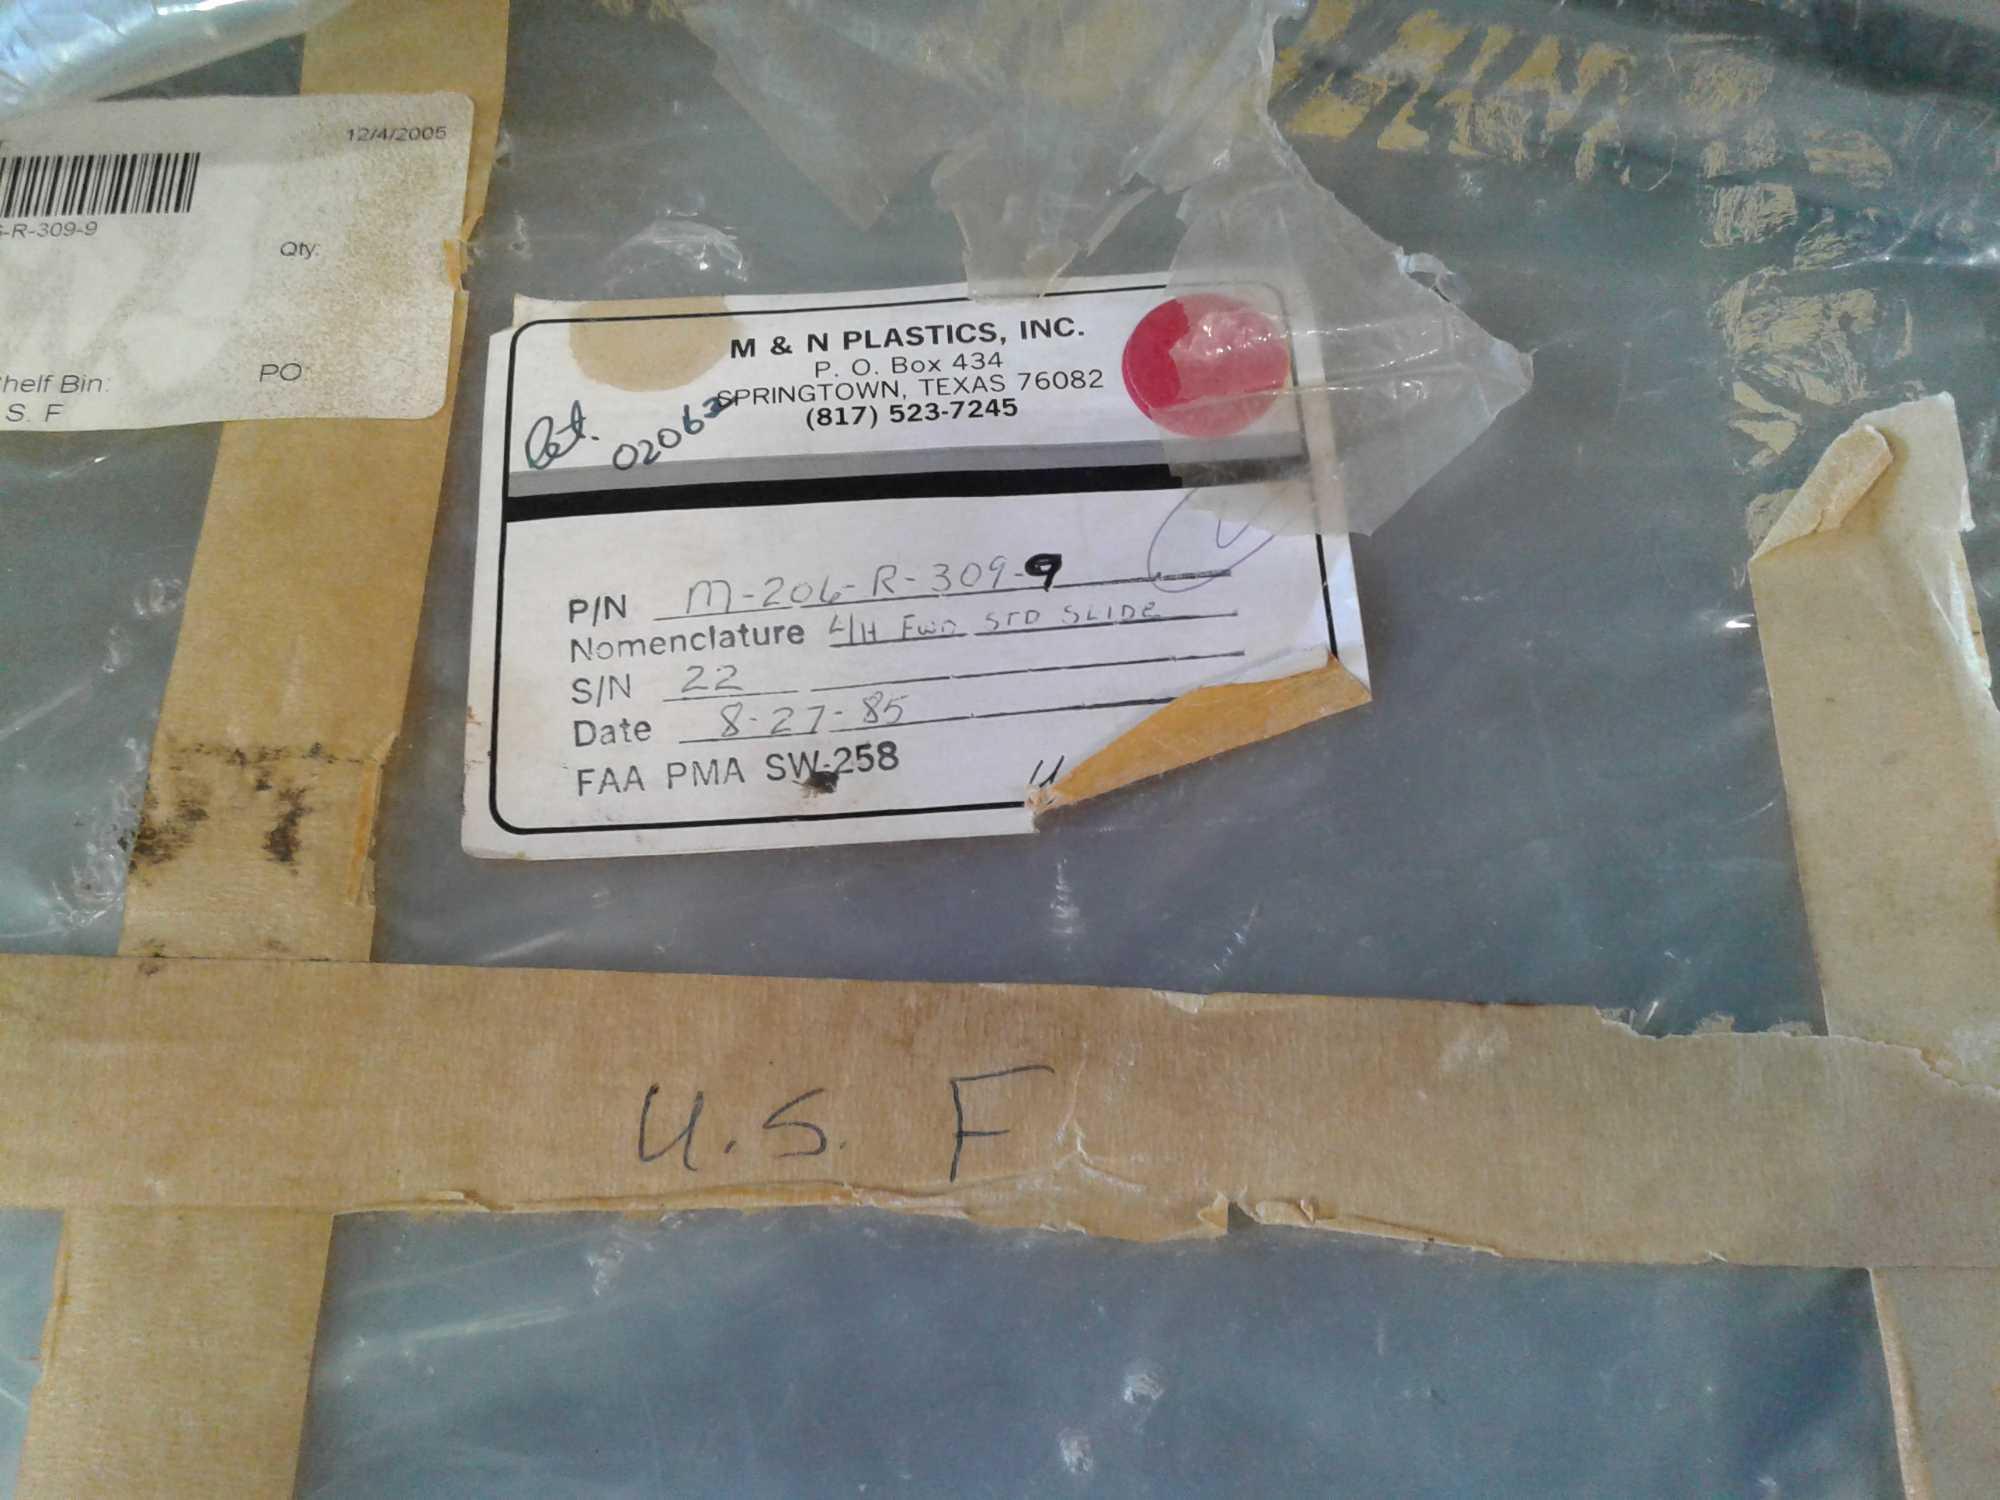 12/4/2005
-R-309-9
Qty:
PO:
helf Bin:
S. F
M & N PLASTICS, INC.
P. O. Box 434
SPRINGTOWN, TEXAS 76082
(817) 523-7245
02063
P/N M-206-R-309-9
Nomenclature L/H FWD STD SLIDE
S/N 22
Date 8-27-85
FAA PMA SW-258
U.S. F